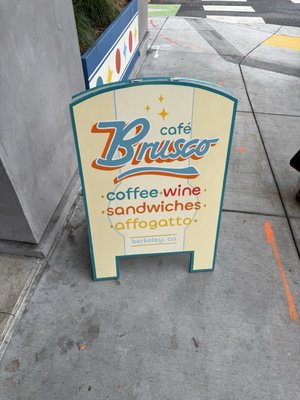 café
Brusco
coffee • wine
• sandwiches •
• affogatto •
berkeley, ca